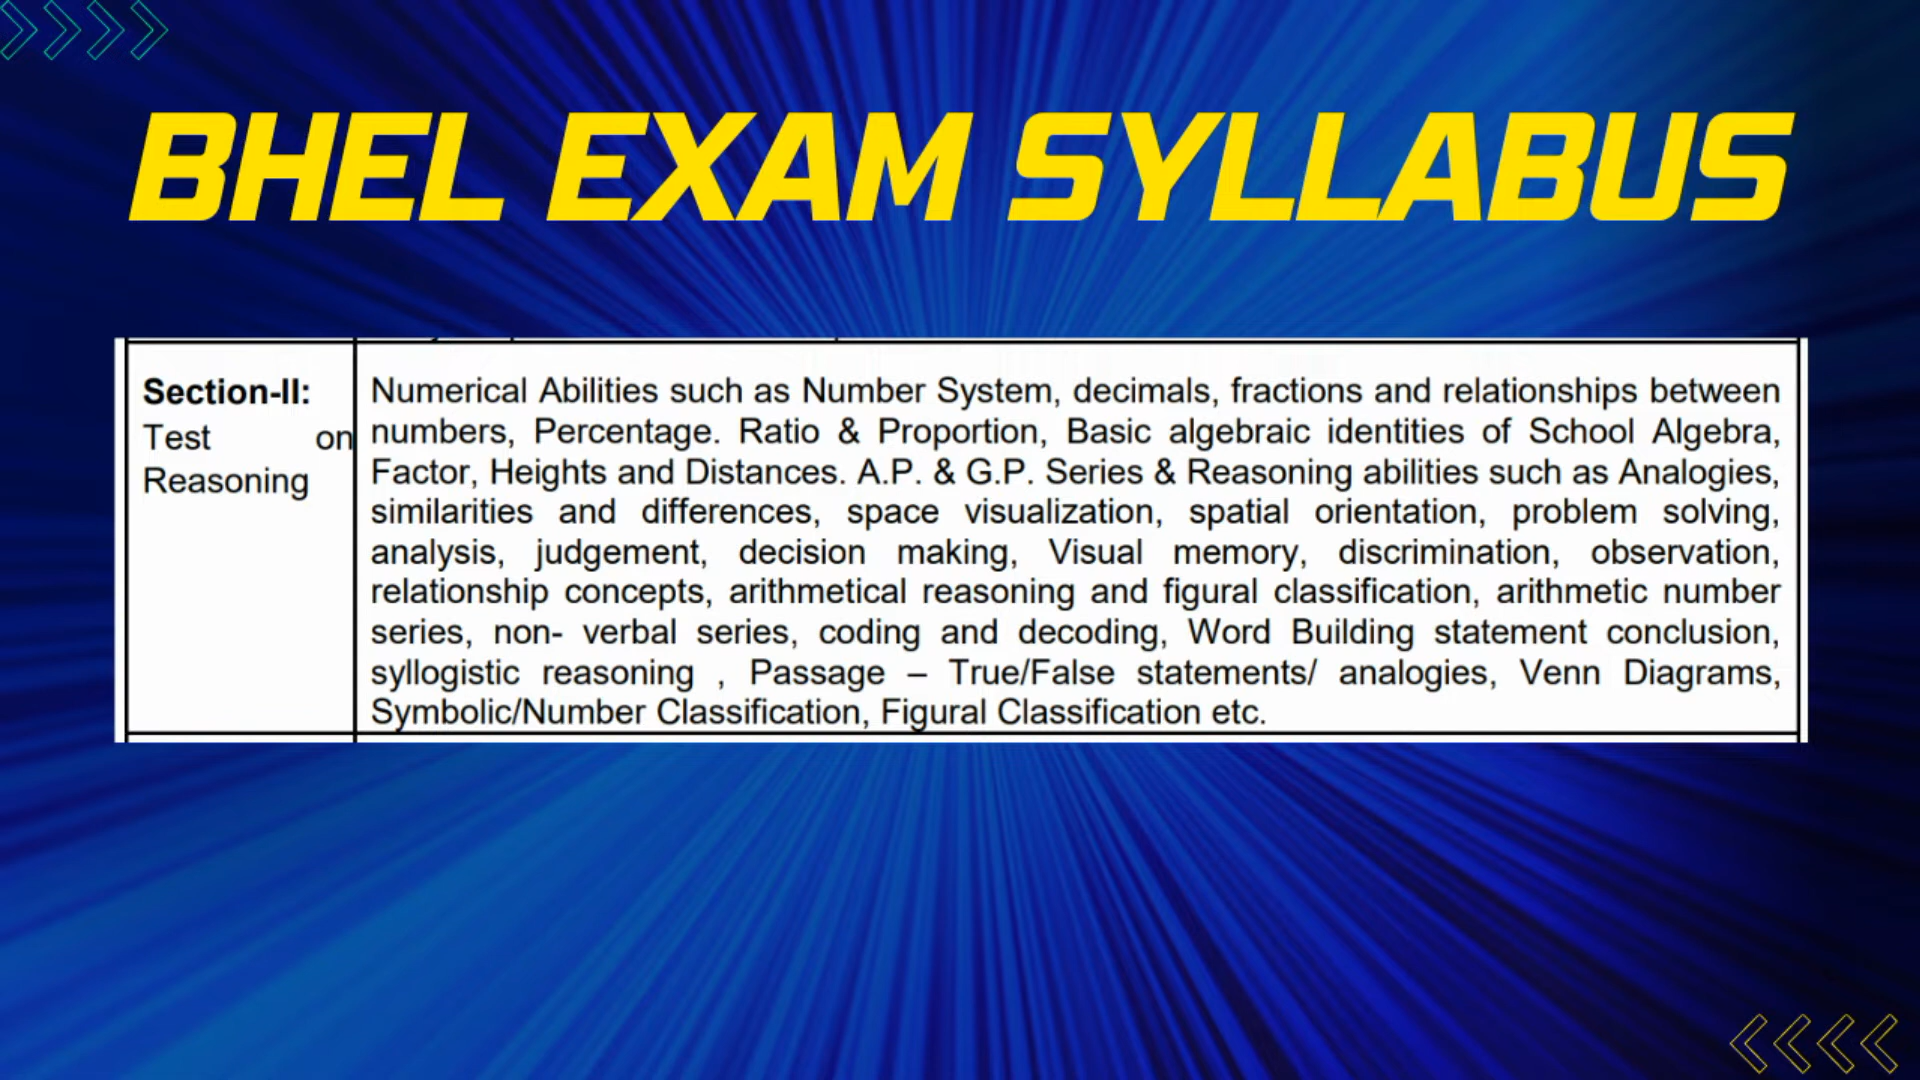 BHEL EXAM SYLLABUS
Section-II:
Test on
Reasoning
Numerical Abilities such as Number System, decimals, fractions and relationships between
numbers, Percentage. Ratio & Proportion, Basic algebraic identities of School Algebra,
Factor, Heights and Distances. A.P. & G.P. Series & Reasoning abilities such as Analogies,
similarities and differences, space visualization, spatial orientation, problem solving,
analysis, judgement, decision making, Visual memory, discrimination, observation,
relationship concepts, arithmetical reasoning and figural classification, arithmetic number
series, non- verbal series, coding and decoding, Word Building statement conclusion,
syllogistic reasoning , Passage – True/False statements/ analogies, Venn Diagrams,
Symbolic/Number Classification, Figural Classification etc.